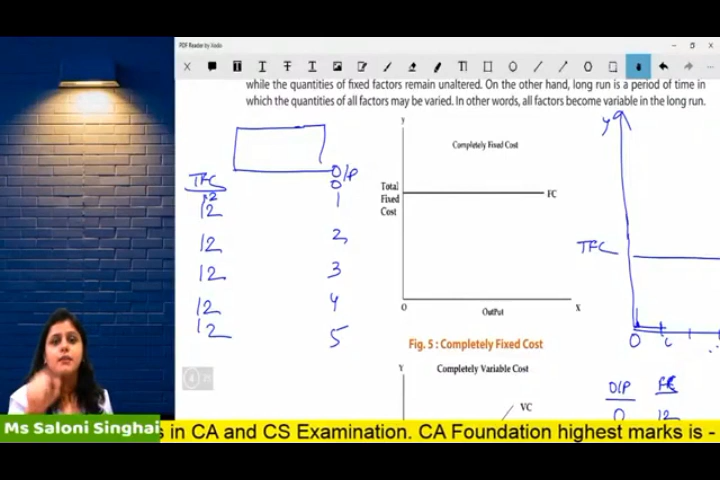 PDF Reader by Xodo
while the quantities of fixed factors remain unaltered. On the other hand, long run is a period of time in
which the quantities of all factors may be varied. In other words, all factors become variable in the long run.
y
Completely Fixed Cost
Total
Fixed
Cost
FC
O
OutPut
X
Fig. 5 : Completely Fixed Cost
Y
Completely Variable Cost
VC
TFC O/P
12 0
12 1
12 2
12 3
12 4
12 5
y
TFC
0
O/P FC
0 12
4
Ms Saloni Singhai
s in CA and CS Examination. CA Foundation highest marks is -